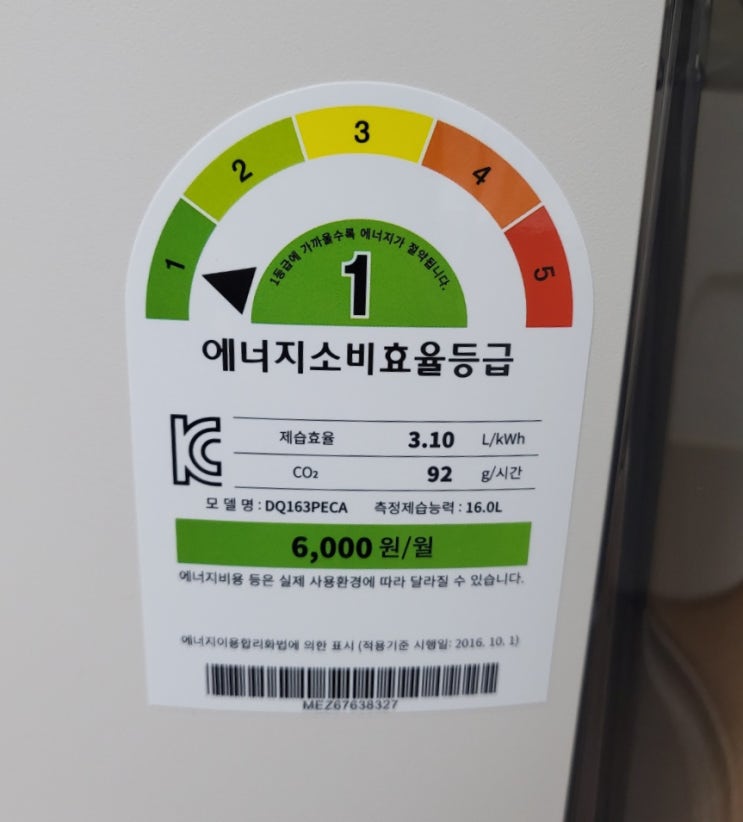 1
2
3
4
5
1등급에 가까울수록 에너지가 절약됩니다.
1
에너지소비효율등급
KC
제습효율 3.10 L/kWh
CO₂ 92 g/시간
모 델 명 : DQ163PECA 측정제습능력 : 16.0L
6,000 원/월
에너지비용 등은 실제 사용환경에 따라 달라질 수 있습니다.
에너지이용합리화법에 의한 표시 (적용기준 시행일: 2016. 10. 1)
MEZ67638327